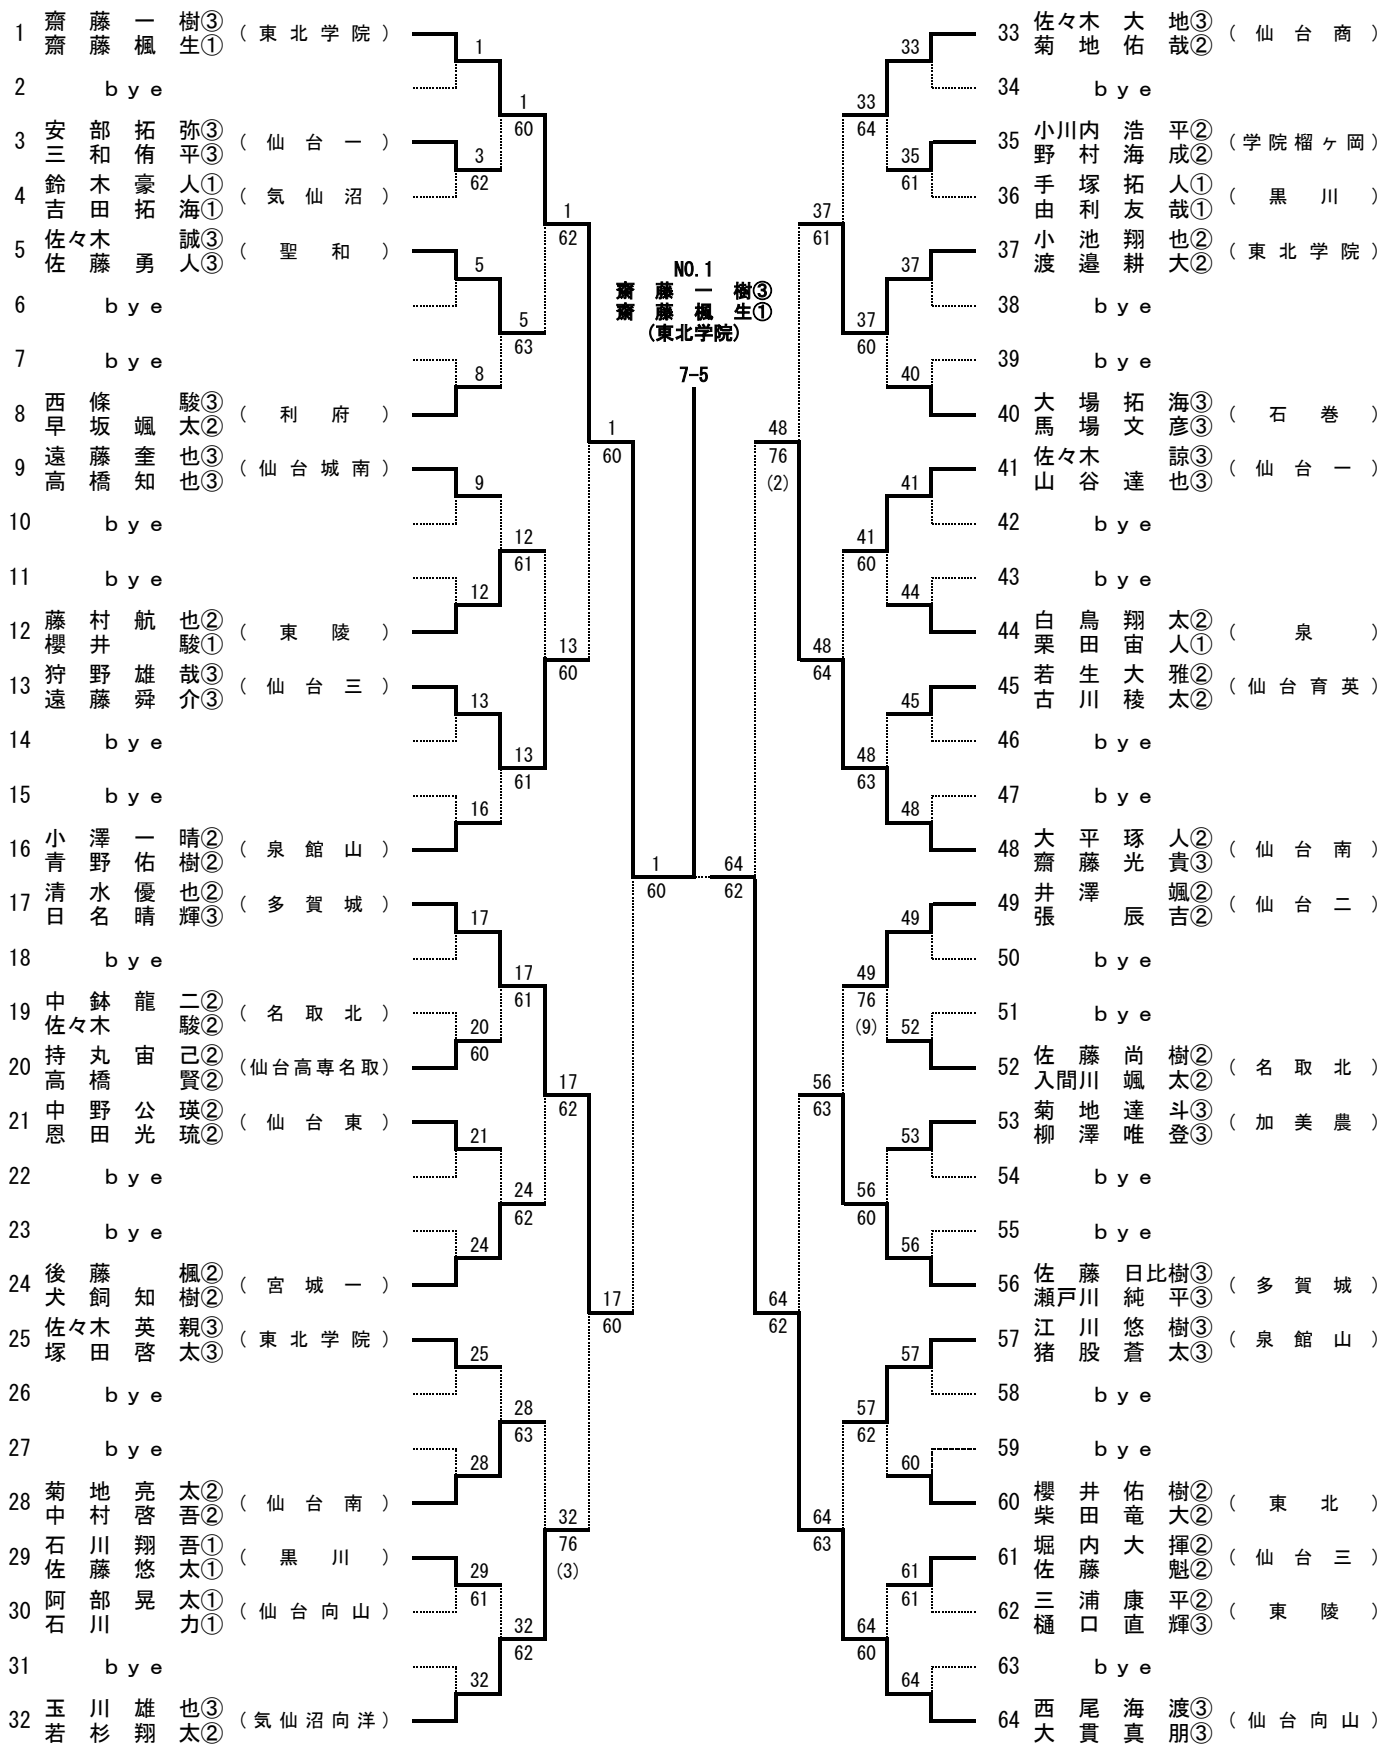 1 齋藤一樹③ (東北学院)
齋藤楓生①
2 bye
3 安部拓弥③ (仙台一)
三和侑平③
4 鈴木豪人① (気仙沼)
吉田拓海①
5 佐々木誠③ (聖和)
佐藤勇人③
6 bye
7 bye
8 西條駿③ (利府)
早坂颯太②
9 遠藤奎也③ (仙台城南)
高橋知也③
10 bye
11 bye
12 藤村航也② (東陵)
櫻井駿①
13 狩野雄哉③ (仙台三)
遠藤舜介③
14 bye
15 bye
16 小澤一晴② (泉館山)
青野佑樹②
17 清水優也② (多賀城)
日名晴輝③
18 bye
19 中鉢龍二② (名取北)
佐々木駿②
20 持丸宙己② (仙台高専名取)
高橋賢②
21 中野公瑛② (仙台東)
恩田光琉②
22 bye
23 bye
24 後藤楓② (宮城一)
犬飼知樹②
25 佐々木英親③ (東北学院)
塚田啓太③
26 bye
27 bye
28 菊地亮太② (仙台南)
中村啓吾②
29 石川翔吾① (黒川)
佐藤悠太①
30 阿部晃太① (仙台向山)
石川力①
31 bye
32 玉川雄也③ (気仙沼向洋)
若杉翔太②
1
3
62
5
8
9
12
13
16
17
20
60
21
24
25
28
29
61
32
1
60
5
63
12
61
13
61
17
61
24
62
28
63
32
62
1
62
13
60
17
62
32
76
(3)
1
60
17
60
1
60
NO.1
齋藤一樹③
齋藤楓生①
(東北学院)
7-5
64
62
48
76
(2)
64
62
37
61
48
64
56
63
64
63
33
64
37
60
41
60
48
63
49
76
(9)
56
60
57
62
64
60
33
35
61
37
40
41
44
45
48
49
52
53
56
57
60
61
61
64
33 佐々木大地③ (仙台商)
菊地佑哉②
34 bye
35 小川内浩平② (学院榴ヶ岡)
野村海成②
36 手塚拓人① (黒川)
由利友哉①
37 小池翔也② (東北学院)
渡邉耕大②
38 bye
39 bye
40 大場拓海③ (石巻)
馬場文彦③
41 佐々木諒③ (仙台一)
山谷達也③
42 bye
43 bye
44 白鳥翔太② (泉)
栗田宙人①
45 若生大雅② (仙台育英)
古川稜太②
46 bye
47 bye
48 大平琢人② (仙台南)
齋藤光貴③
49 井澤颯② (仙台二)
張辰吉②
50 bye
51 bye
52 佐藤尚樹② (名取北)
入間川颯太②
53 菊地達斗③ (加美農)
柳澤唯登③
54 bye
55 bye
56 佐藤日比樹③ (多賀城)
瀬戸川純平③
57 江川悠樹③ (泉館山)
猪股蒼太③
58 bye
59 bye
60 櫻井佑樹② (東北)
柴田竜大②
61 堀内大揮② (仙台三)
佐藤魁②
62 三浦康平② (東陵)
樋口直輝③
63 bye
64 西尾海渡③ (仙台向山)
大貫真朋③